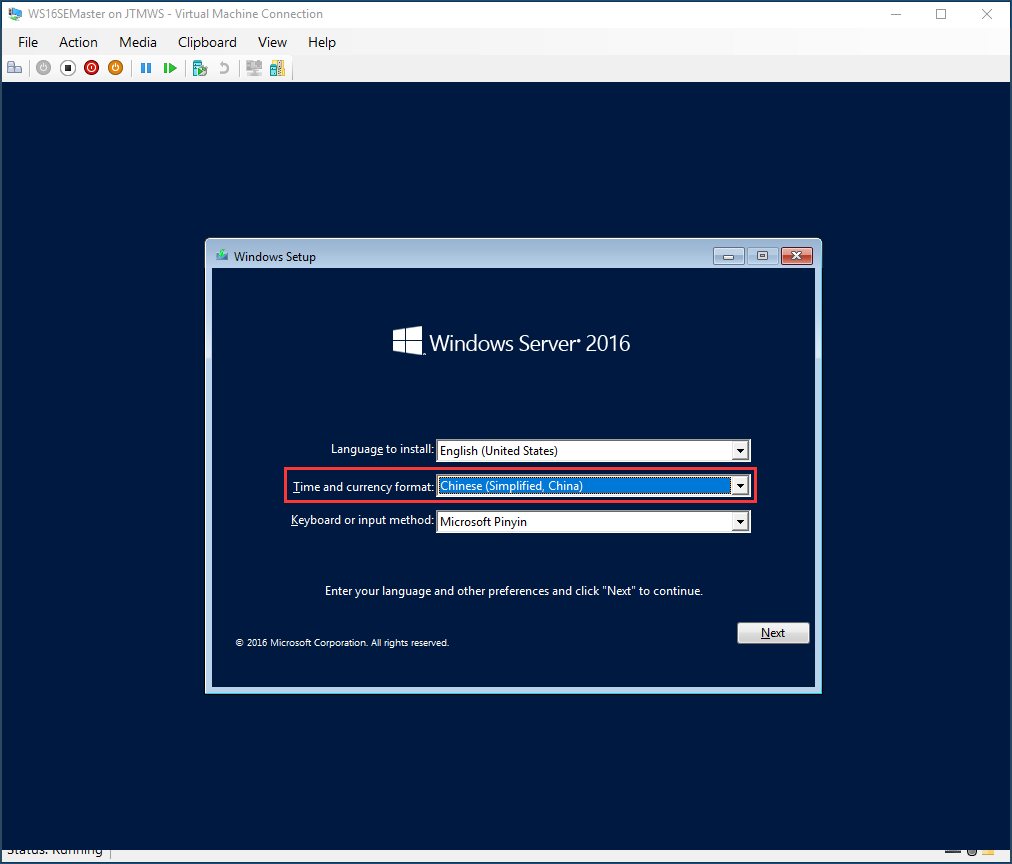 WS16SEMaster on JTMWS - Virtual Machine Connection
File Action Media Clipboard View Help
Windows Setup
Windows Server® 2016
Language to install: English (United States)
Time and currency format: Chinese (Simplified, China)
Keyboard or input method: Microsoft Pinyin
Enter your language and other preferences and click "Next" to continue.
Next
© 2016 Microsoft Corporation. All rights reserved.
Status: Running